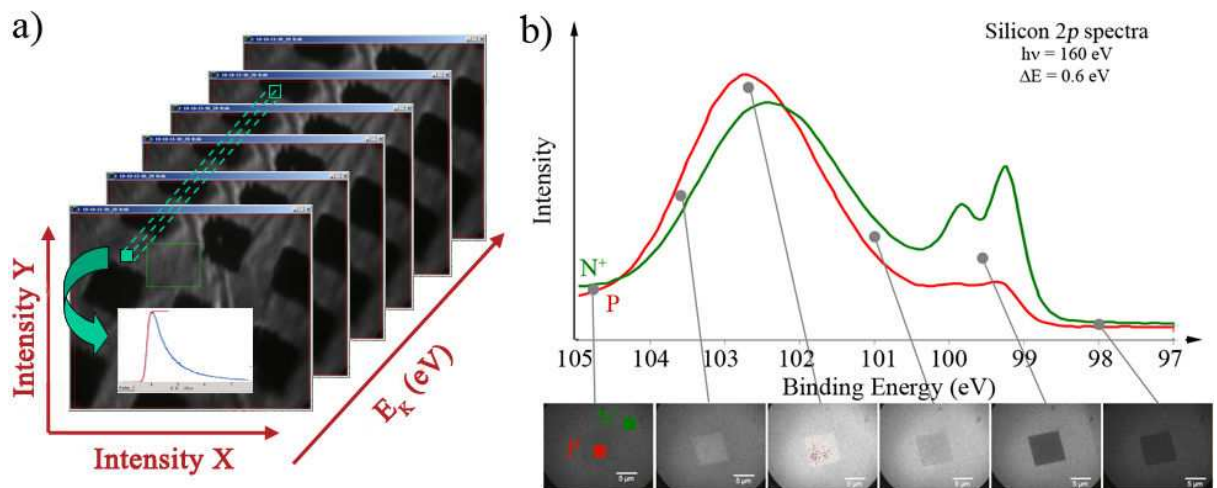 a)
Intensity Y
Intensity X
E_K (eV)
b)
Silicon 2p spectra
hν = 160 eV
ΔE = 0.6 eV
Intensity
N⁺
P
105 104 103 102 101 100 99 98 97
Binding Energy (eV)
P
5 μm 5 μm 5 μm 5 μm 5 μm 5 μm